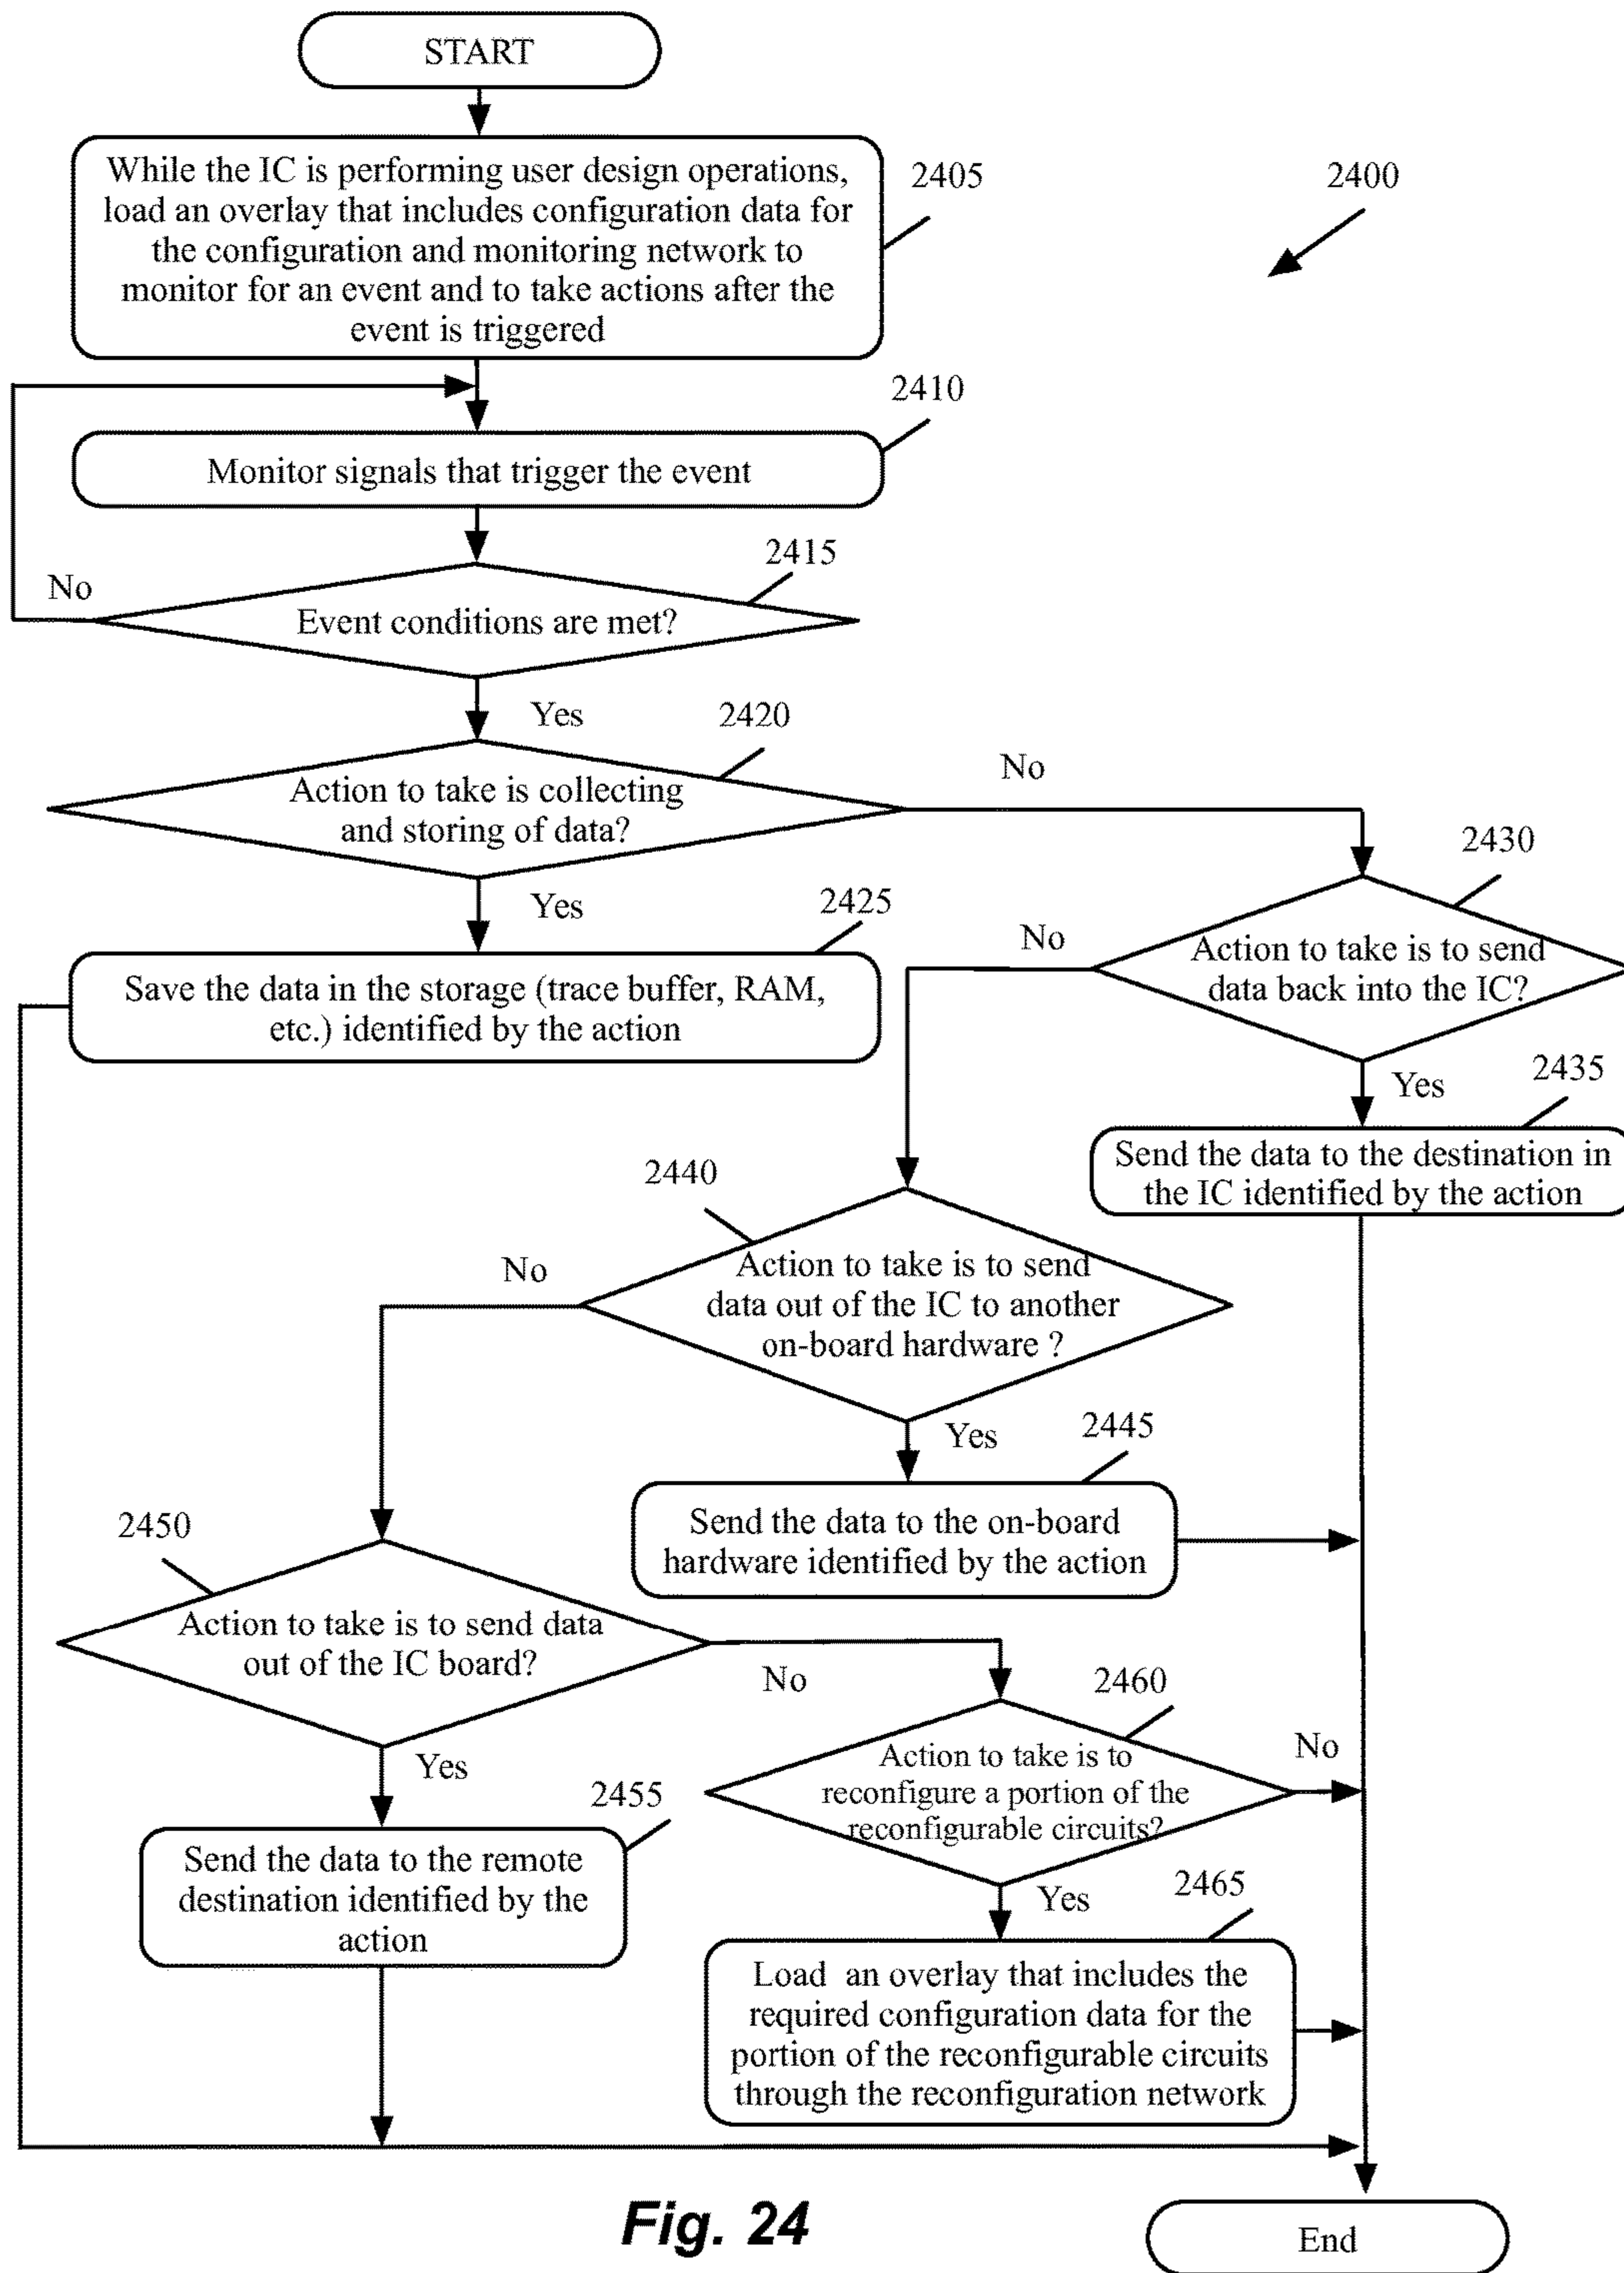 START
While the IC is performing user design operations,
load an overlay that includes configuration data for
the configuration and monitoring network to
monitor for an event and to take actions after the
event is triggered
2405
2400
2410
Monitor signals that trigger the event
2415
No
Event conditions are met?
Yes
2420
No
Action to take is collecting
and storing of data?
2430
Yes
2425
No
Action to take is to send
data back into the IC?
Save the data in the storage (trace buffer, RAM,
etc.) identified by the action
Yes
2435
Send the data to the destination in
the IC identified by the action
2440
No
Action to take is to send
data out of the IC to another
on-board hardware ?
Yes
2445
Send the data to the on-board
hardware identified by the action
2450
Action to take is to send data
out of the IC board?
No
2460
Action to take is to
reconfigure a portion of the
reconfigurable circuits?
No
Yes
2455
Send the data to the remote
destination identified by the
action
Yes
2465
Load an overlay that includes the
required configuration data for the
portion of the reconfigurable circuits
through the reconfiguration network
Fig. 24
End